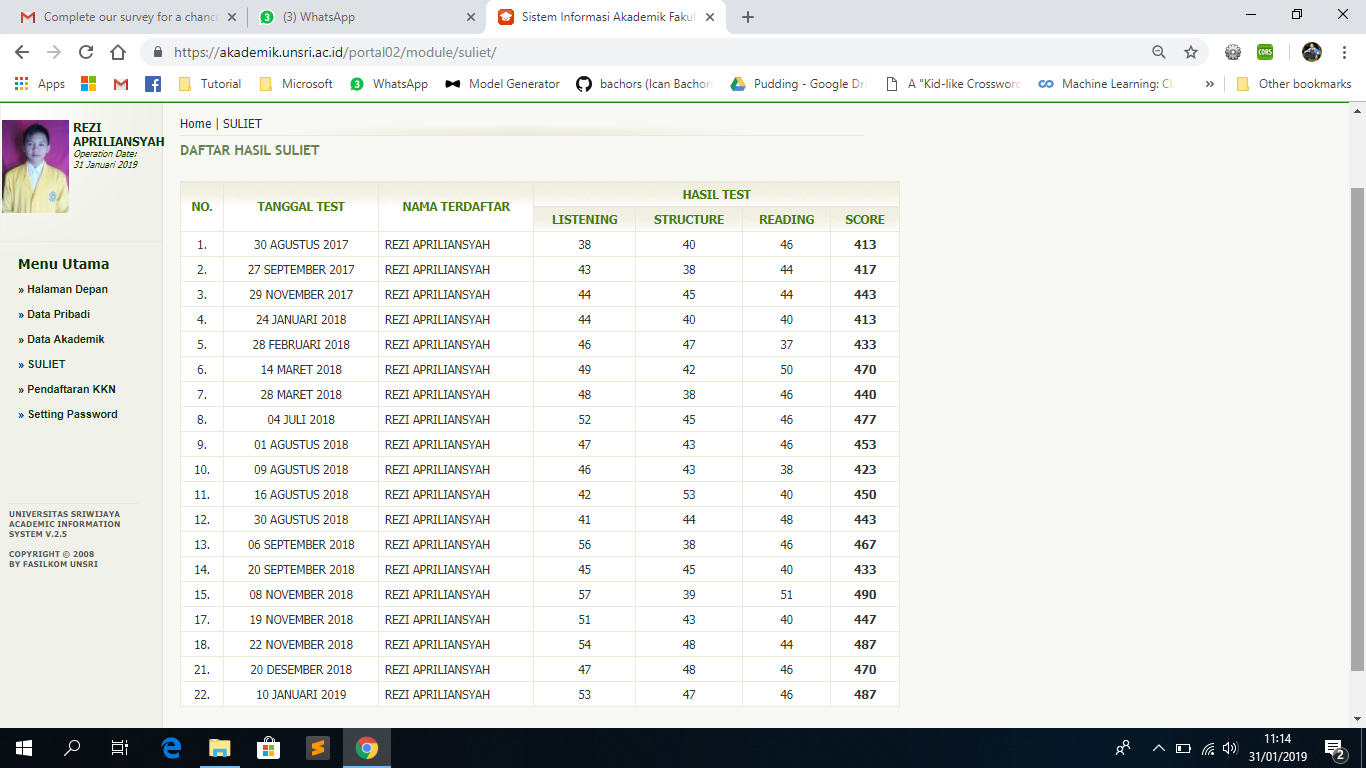 Complete our survey for a chanc
(3) WhatsApp
Sistem Informasi Akademik Fakul
https://akademik.unsri.ac.id/portal02/module/suliet/
Apps
Tutorial
Microsoft
3 WhatsApp
Model Generator
bachors (Ican Bachors
Pudding - Google Dri
A "Kid-like Crossword
Machine Learning: Cl
» Other bookmarks
REZI
APRILIANSYAH
Operation Date:
31 Januari 2019
Menu Utama
» Halaman Depan
» Data Pribadi
» Data Akademik
» SULIET
» Pendaftaran KKN
» Setting Password
UNIVERSITAS SRIWIJAYA
ACADEMIC INFORMATION
SYSTEM V.2.5
COPYRIGHT © 2008
BY FASILKOM UNSRI
Home | SULIET
DAFTAR HASIL SULIET
NO. TANGGAL TEST NAMA TERDAFTAR HASIL TEST
LISTENING STRUCTURE READING SCORE
1. 30 AGUSTUS 2017 REZI APRILIANSYAH 38 40 46 413
2. 27 SEPTEMBER 2017 REZI APRILIANSYAH 43 38 44 417
3. 29 NOVEMBER 2017 REZI APRILIANSYAH 44 45 44 443
4. 24 JANUARI 2018 REZI APRILIANSYAH 44 40 40 413
5. 28 FEBRUARI 2018 REZI APRILIANSYAH 46 47 37 433
6. 14 MARET 2018 REZI APRILIANSYAH 49 42 50 470
7. 28 MARET 2018 REZI APRILIANSYAH 48 38 46 440
8. 04 JULI 2018 REZI APRILIANSYAH 52 45 46 477
9. 01 AGUSTUS 2018 REZI APRILIANSYAH 47 43 46 453
10. 09 AGUSTUS 2018 REZI APRILIANSYAH 46 43 38 423
11. 16 AGUSTUS 2018 REZI APRILIANSYAH 42 53 40 450
12. 30 AGUSTUS 2018 REZI APRILIANSYAH 41 44 48 443
13. 06 SEPTEMBER 2018 REZI APRILIANSYAH 56 38 46 467
14. 20 SEPTEMBER 2018 REZI APRILIANSYAH 45 45 40 433
15. 08 NOVEMBER 2018 REZI APRILIANSYAH 57 39 51 490
17. 19 NOVEMBER 2018 REZI APRILIANSYAH 51 43 40 447
18. 22 NOVEMBER 2018 REZI APRILIANSYAH 54 48 44 487
21. 20 DESEMBER 2018 REZI APRILIANSYAH 47 48 46 470
22. 10 JANUARI 2019 REZI APRILIANSYAH 53 47 46 487
11:14
31/01/2019
2